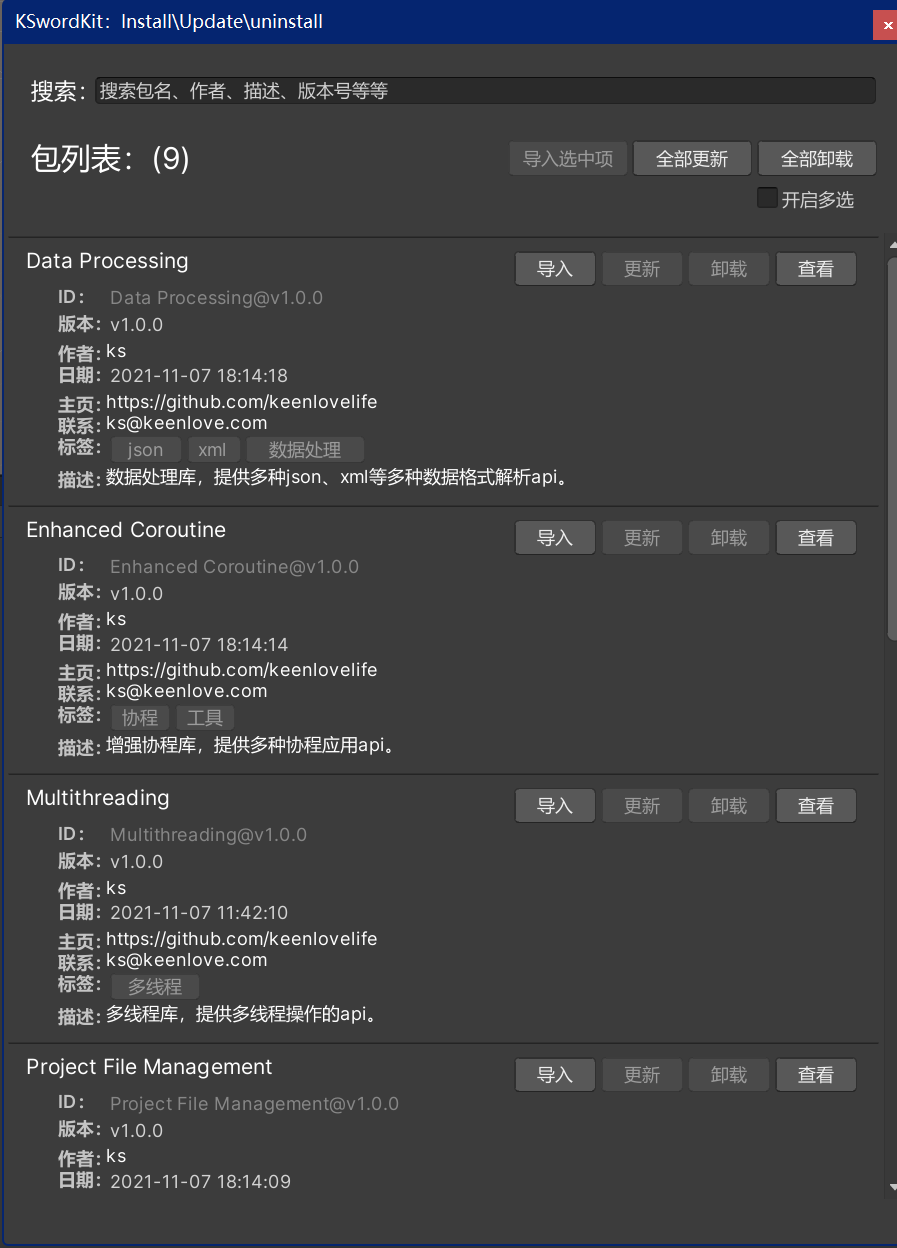 KSwordKit：Install\Update\uninstall
搜索：搜索包名、作者、描述、版本号等等
包列表：(9) 导入选中项 全部更新 全部卸载
开启多选
Data Processing 导入 更新 卸载 查看
ID： Data Processing@v1.0.0
版本：v1.0.0
作者：ks
日期：2021-11-07 18:14:18
主页：https://github.com/keenlovelife
联系：ks@keenlove.com
标签：json xml 数据处理
描述：数据处理库，提供多种json、xml等多种数据格式解析api。
Enhanced Coroutine 导入 更新 卸载 查看
ID： Enhanced Coroutine@v1.0.0
版本：v1.0.0
作者：ks
日期：2021-11-07 18:14:14
主页：https://github.com/keenlovelife
联系：ks@keenlove.com
标签：协程 工具
描述：增强协程库，提供多种协程应用api。
Multithreading 导入 更新 卸载 查看
ID： Multithreading@v1.0.0
版本：v1.0.0
作者：ks
日期：2021-11-07 11:42:10
主页：https://github.com/keenlovelife
联系：ks@keenlove.com
标签：多线程
描述：多线程库，提供多线程操作的api。
Project File Management 导入 更新 卸载 查看
ID： Project File Management@v1.0.0
版本：v1.0.0
作者：ks
日期：2021-11-07 18:14:09